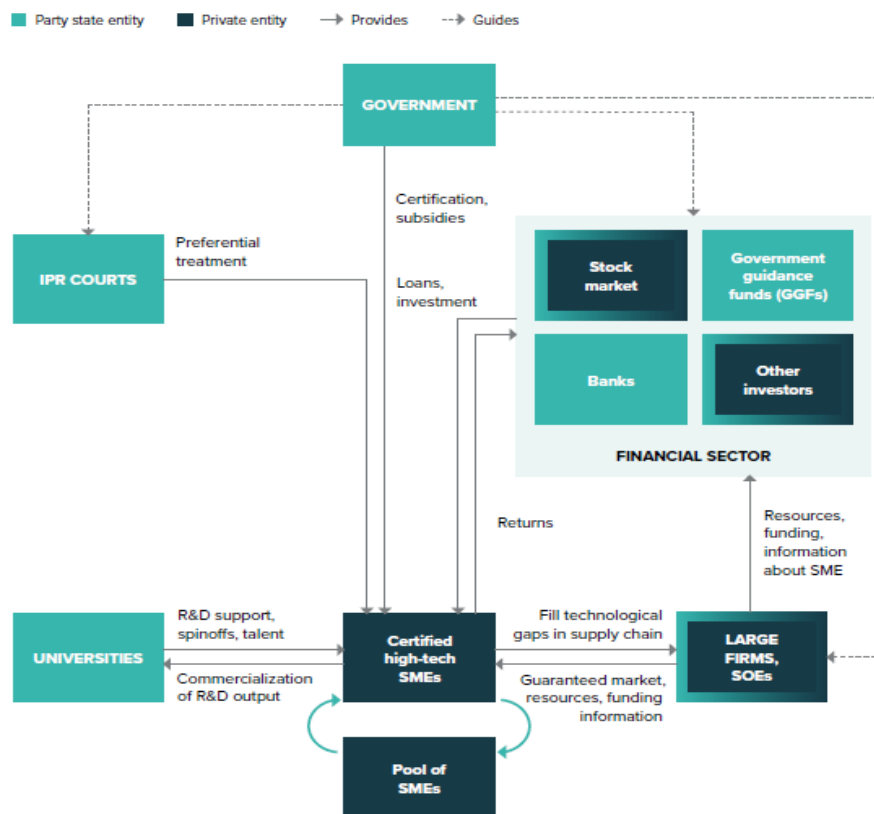 Party state entity
Private entity
Provides
Guides
GOVERNMENT
Certification,
subsidies
IPR COURTS
Preferential
treatment
Loans,
investment
Stock
market
Government
guidance
funds (GGFs)
Banks
Other
investors
FINANCIAL SECTOR
Returns
Resources,
funding,
information
about SME
UNIVERSITIES
R&D support,
spinoffs, talent
Commercialization
of R&D output
Certified
high-tech
SMEs
Fill technological
gaps in supply chain
Guaranteed market,
resources, funding
information
LARGE
FIRMS,
SOEs
Pool of
SMEs